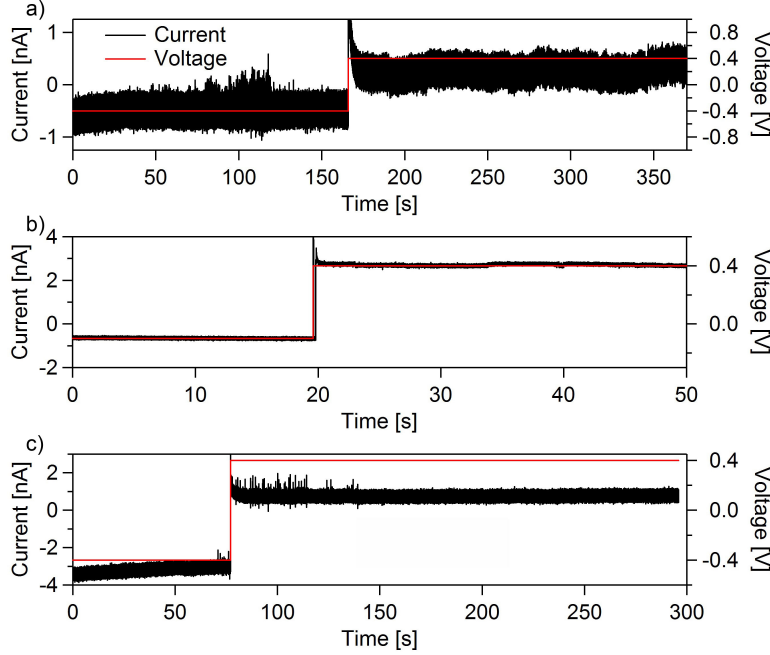 a)
Current
Voltage
Current [nA]
1
0
-1
Voltage [V]
0.8
0.4
0.0
-0.4
-0.8
0 50 100 150 200 250 300 350
Time [s]
b)
Current [nA]
4
2
0
-2
Voltage [V]
0.4
0.0
0 10 20 30 40 50
Time [s]
c)
Current [nA]
2
0
-2
-4
Voltage [V]
0.4
0.0
-0.4
0 50 100 150 200 250 300
Time [s]